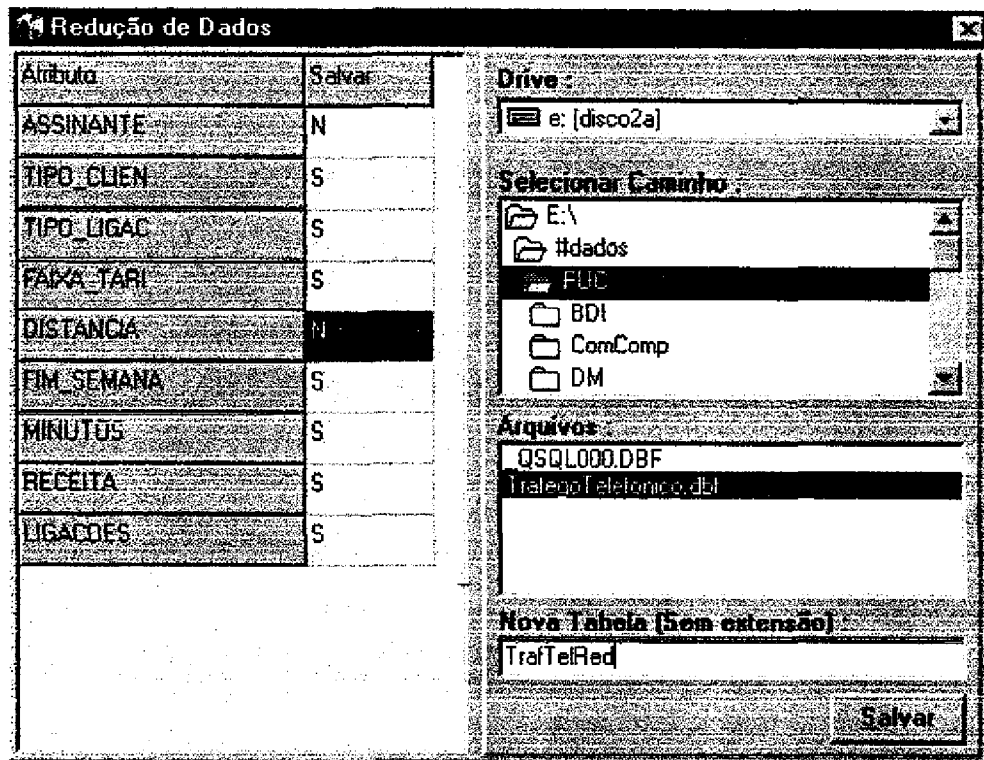 Redução de Dados
Atributo Salvar
ASSINANTE N
TIPO_CLIEN S
TIPO_LIGAC S
FAIXA_TARI S
DISTANCIA N
FIM_SEMANA S
MINUTOS S
RECEITA S
LIGACOES S
Drive :
e: [disco2a]
Selecionar Caminho :
E:\
#dados
PUC
BDI
ComComp
DM
Arquivos :
_QSQL000.DBF
TrafegoTelefonico.dbf
Nova Tabela (Sem extensão)
TrafTelRed
Salvar